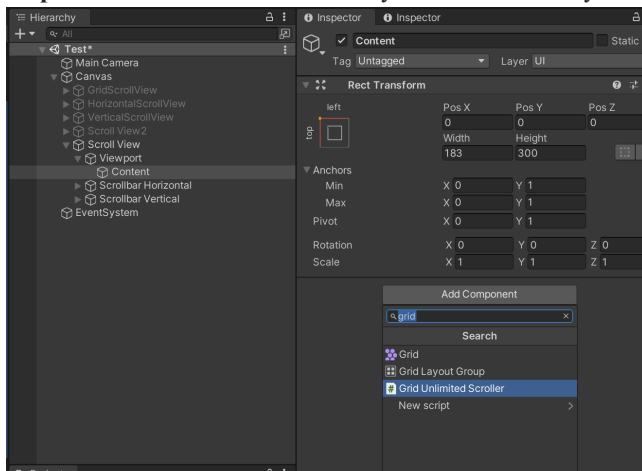 Hierarchy
All
Test*
Main Camera
Canvas
GridScrollView
HorizontalScrollView
VerticalScrollView
Scroll View2
Scroll View
Viewport
Content
Scrollbar Horizontal
Scrollbar Vertical
EventSystem
Inspector Inspector
Content Static
Tag Untagged Layer UI
Rect Transform
left Pos X Pos Y Pos Z
0 0 0
top Width Height
183 300
Anchors
Min X 0 Y 1
Max X 0 Y 1
Pivot X 0 Y 1
Rotation X 0 Y 0 Z 0
Scale X 1 Y 1 Z 1
Add Component
grid
Search
Grid
Grid Layout Group
Grid Unlimited Scroller
New script